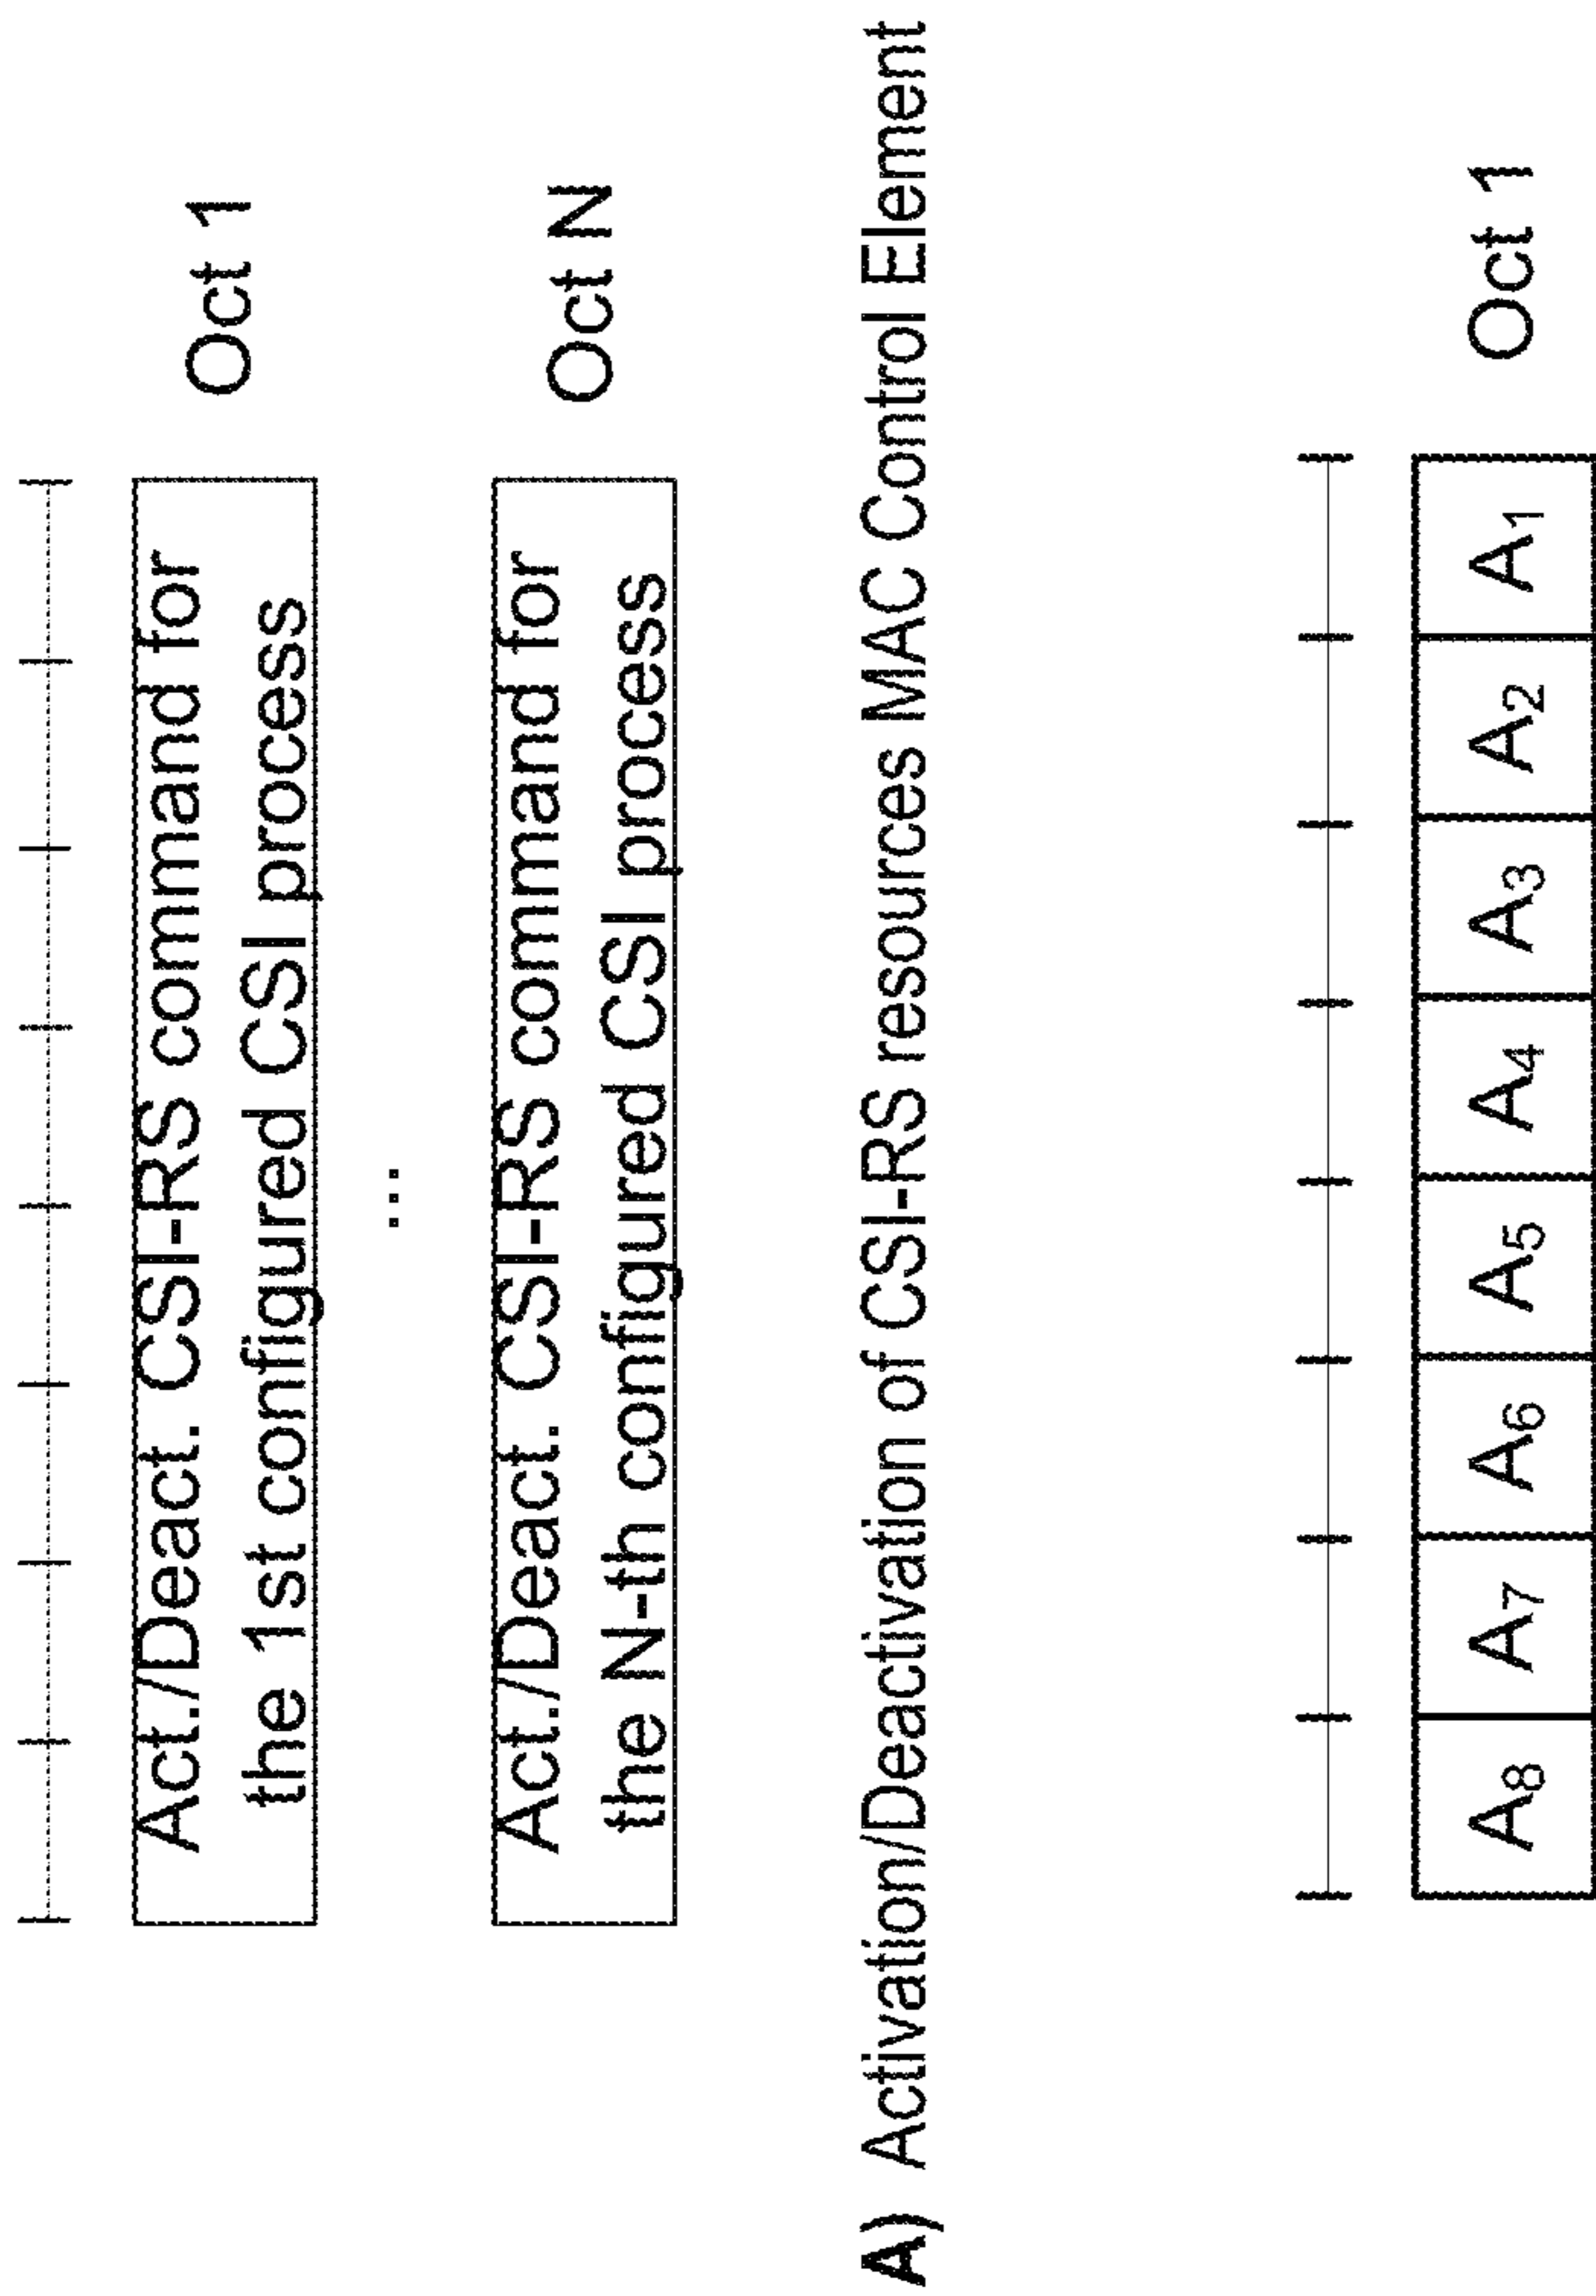 Act./Deact. CSI-RS command for
the 1st configured CSI process
Oct 1
...
Act./Deact. CSI-RS command for
the N-th configured CSI process
Oct N
A) Activation/Deactivation of CSI-RS resources MAC Control Element
A8 A7 A6 A5 A4 A3 A2 A1 Oct 1